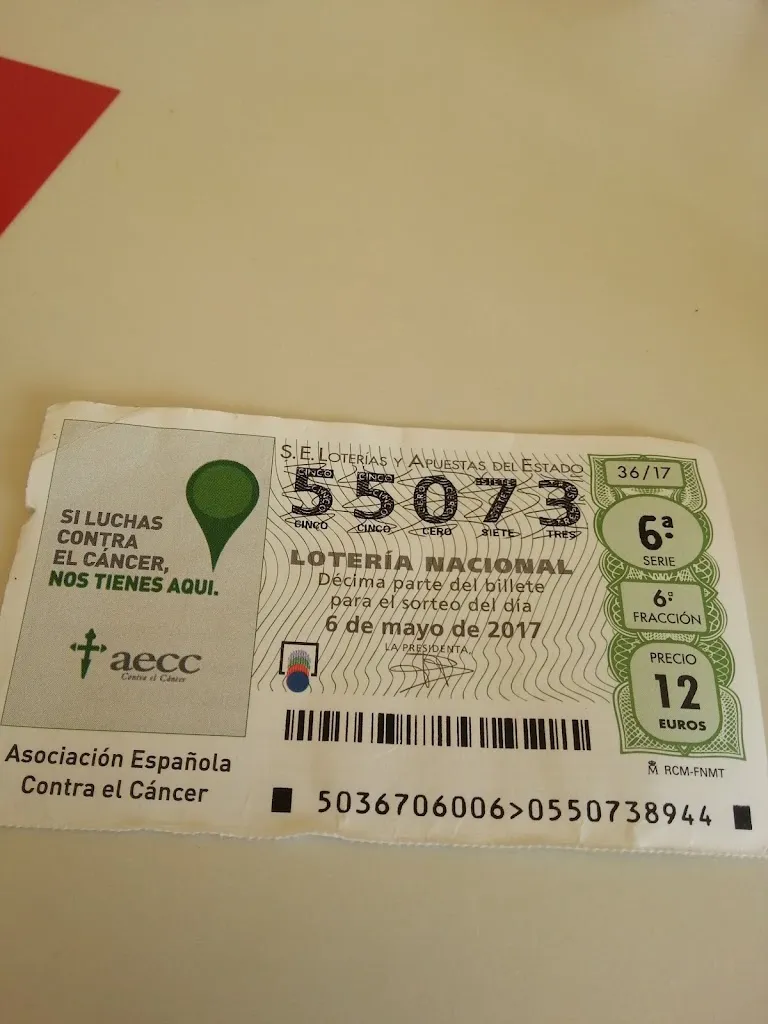 SI LUCHAS
CONTRA
EL CÁNCER,
NOS TIENES AQUI.
aecc
Contra el Cáncer
Asociación Española
Contra el Cáncer
S.E. LOTERÍAS Y APUESTAS DEL ESTADO
55073
CINCO CINCO CERO SIETE TRES
LOTERÍA NACIONAL
Décima parte del billete
para el sorteo del día
6 de mayo de 2017
LA PRESIDENTA,
5036706006>0550738944
36/17
6ª
SERIE
6ª
FRACCIÓN
PRECIO
12
EUROS
RCM-FNMT